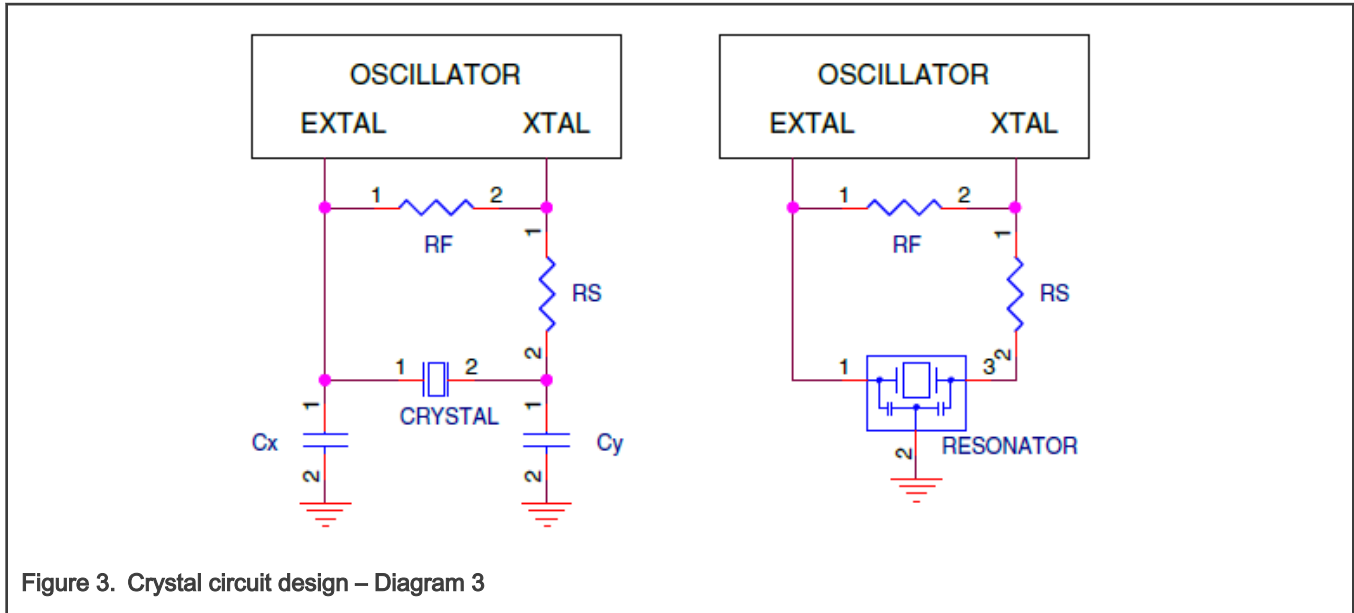 OSCILLATOR
EXTAL XTAL
1 2
RF
1
RS
2
1 2
CRYSTAL
1 1
Cx Cy
2 2
OSCILLATOR
EXTAL XTAL
1 2
RF
1
RS
2
1 3
RESONATOR
2
Figure 3. Crystal circuit design – Diagram 3